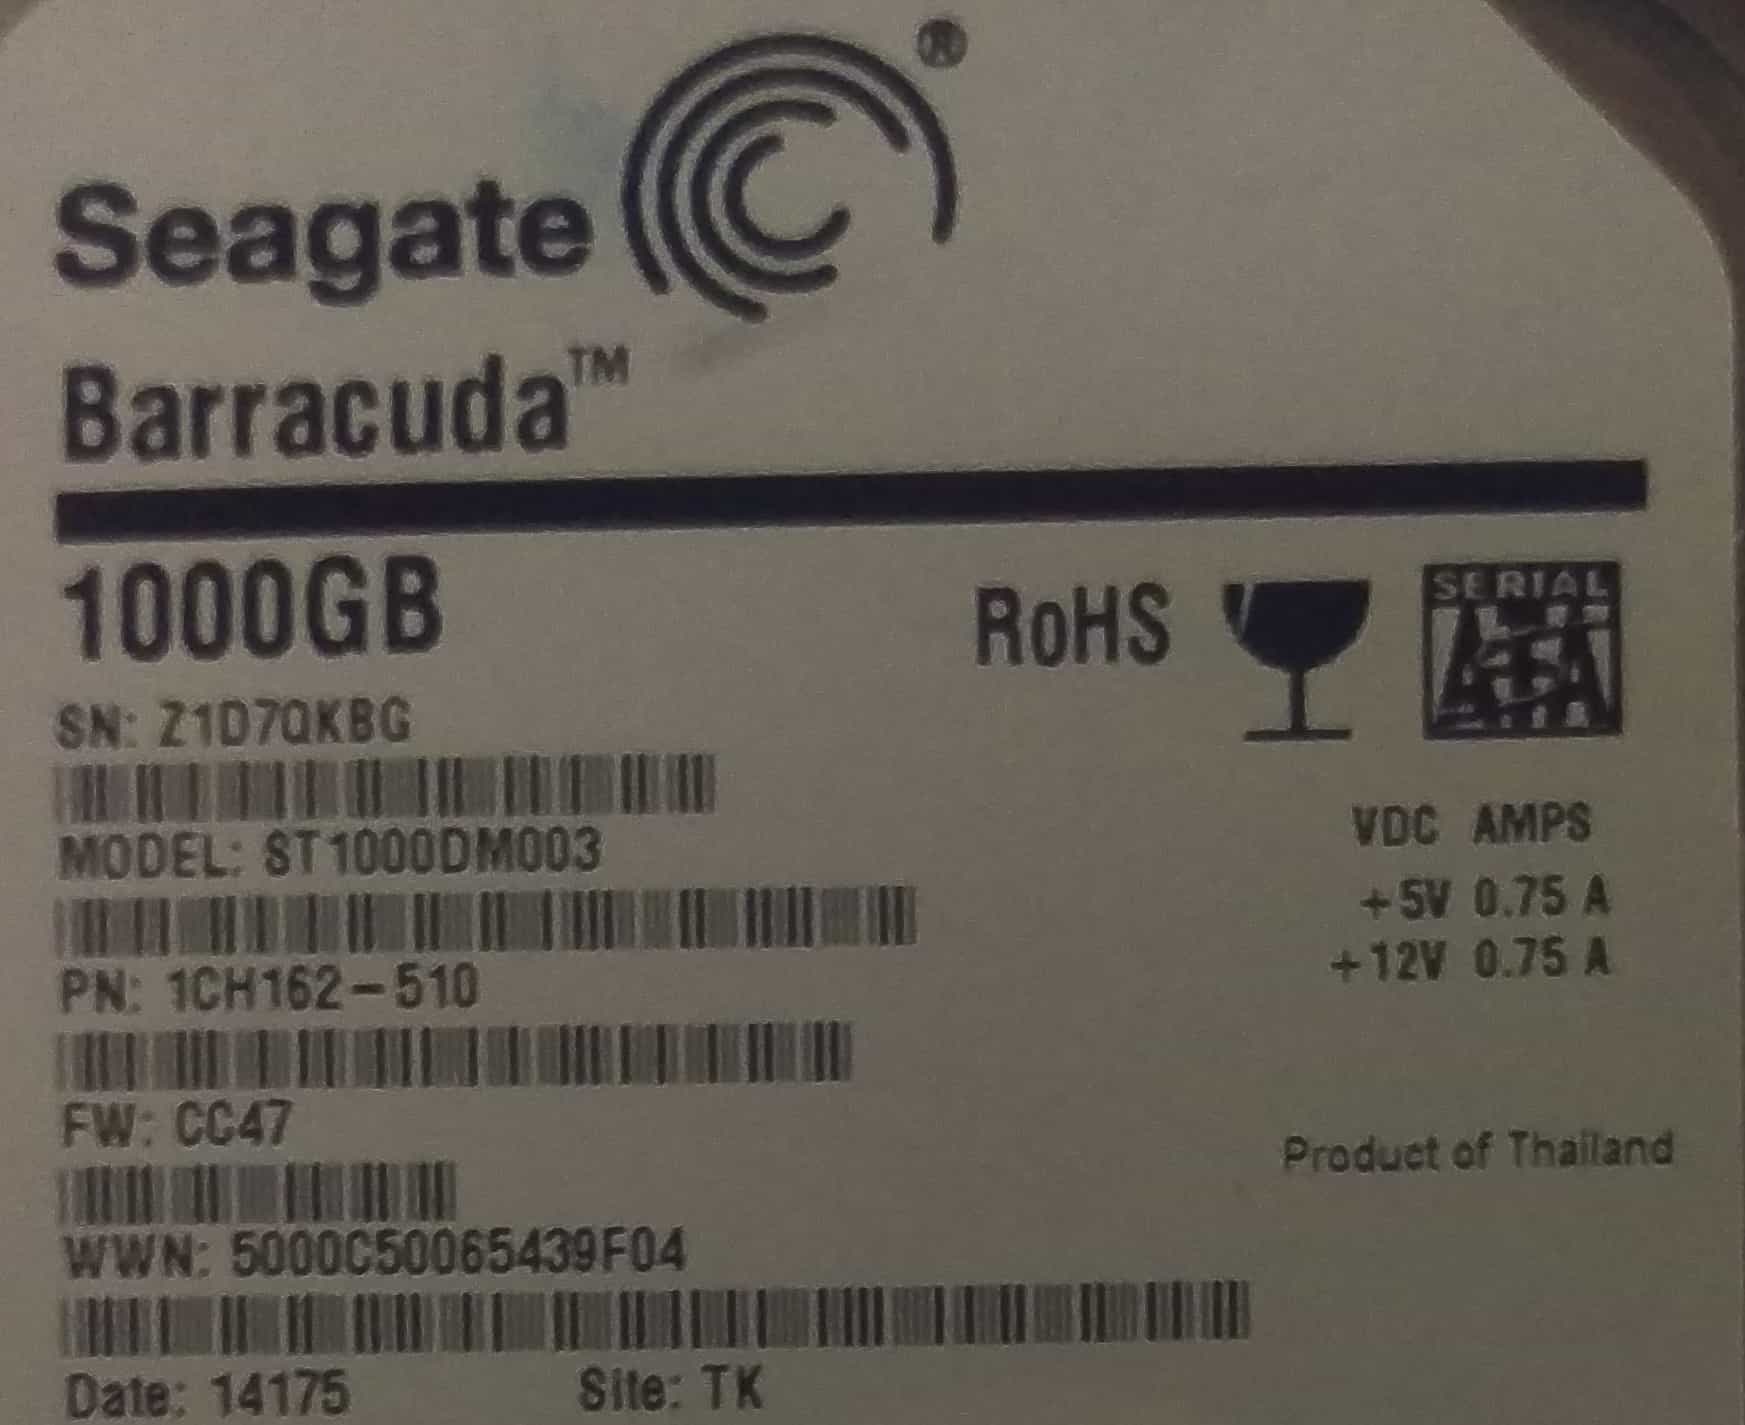 Seagate®
Barracuda™
1000GB
RoHS
SERIAL
ATA
SN: Z1D7QKBG
MODEL: ST1000DM003
VDC AMPS
+5V 0.75 A
+12V 0.75 A
PN: 1CH162-510
FW: CC47
Product of Thailand
WWN: 5000C50065439F04
Date: 14175 Site: TK